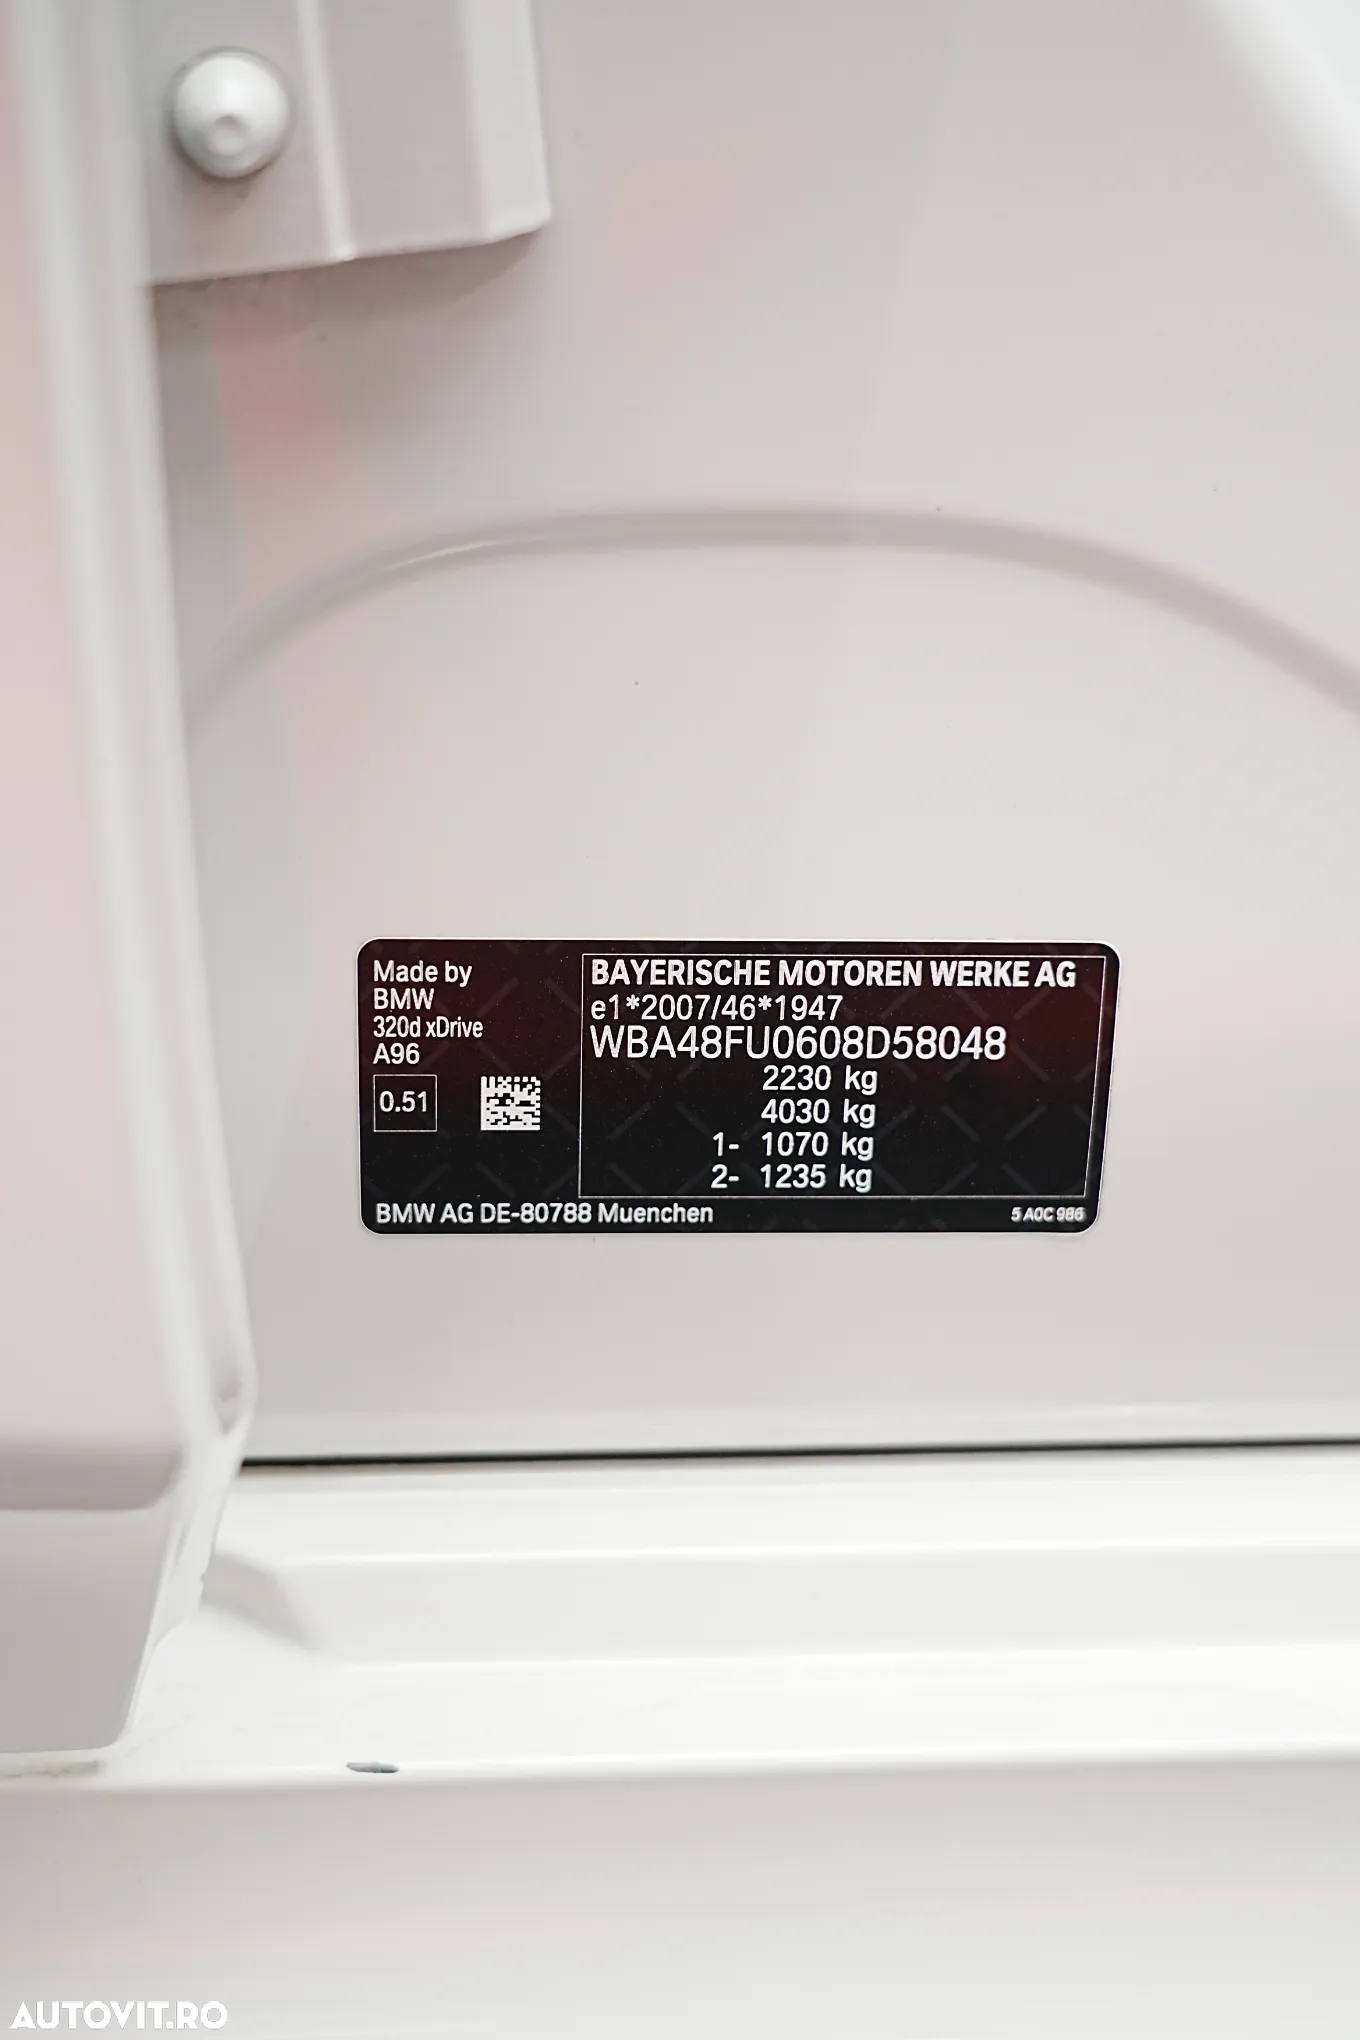 Made by
BMW
320d xDrive
A96
0.51
BAYERISCHE MOTOREN WERKE AG
e1*2007/46*1947
WBA48FU0608D58048
2230 kg
4030 kg
1- 1070 kg
2- 1235 kg
BMW AG DE-80788 Muenchen
5 A0C 986
AUTOVIT.RO